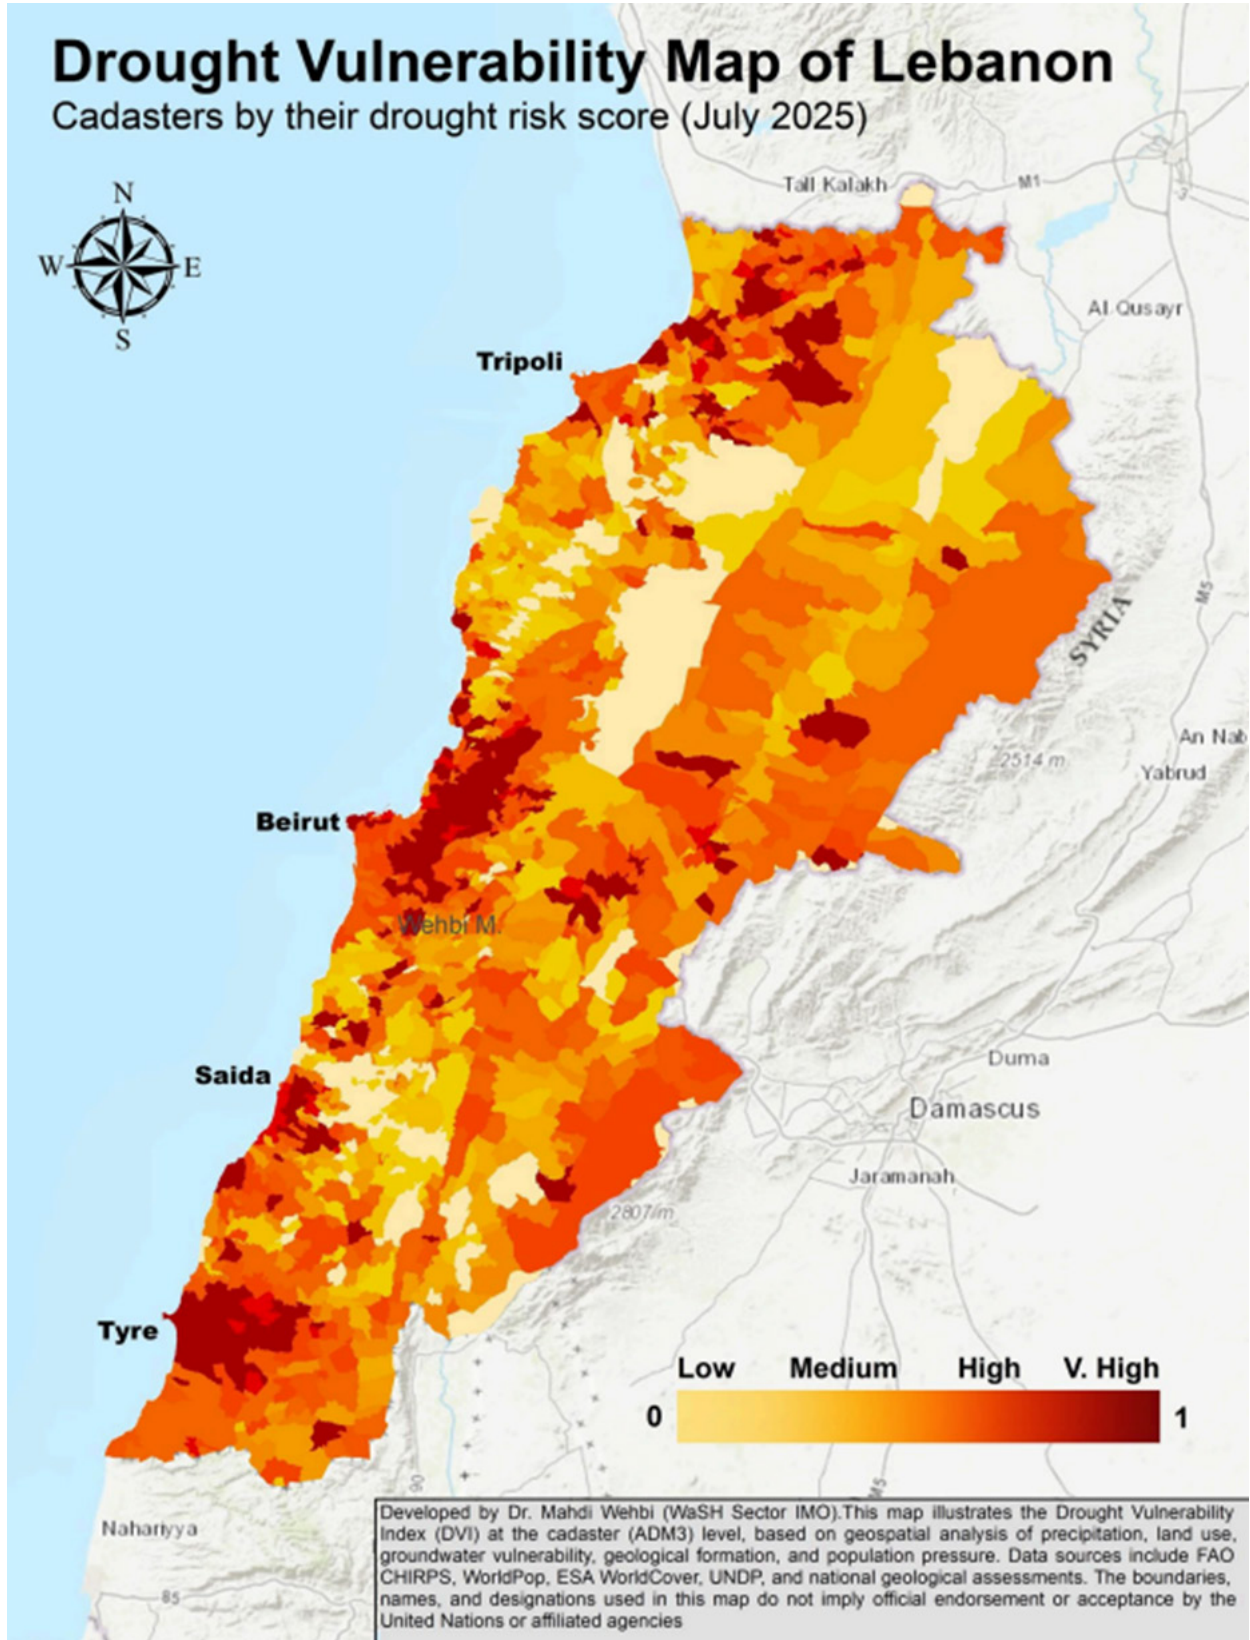 Drought Vulnerability Map of Lebanon
Cadasters by their drought risk score (July 2025)
N
W E
S
Tall Kalakh
M1
3
Al Qusayr
Tripoli
M5
SYRIA
An Nab
2514 m
Yabrud
Beirut
Wehbi M.
Duma
Saida
Damascus
Jaramanah
2807/m
Tyre
Low Medium High V. High
0 1
M5
90
Nahariyya
85
Developed by Dr. Mahdi Wehbi (WaSH Sector IMO).This map illustrates the Drought Vulnerability
Index (DVI) at the cadaster (ADM3) level, based on geospatial analysis of precipitation, land use,
groundwater vulnerability, geological formation, and population pressure. Data sources include FAO
CHIRPS, WorldPop, ESA WorldCover, UNDP, and national geological assessments. The boundaries,
names, and designations used in this map do not imply official endorsement or acceptance by the
United Nations or affiliated agencies